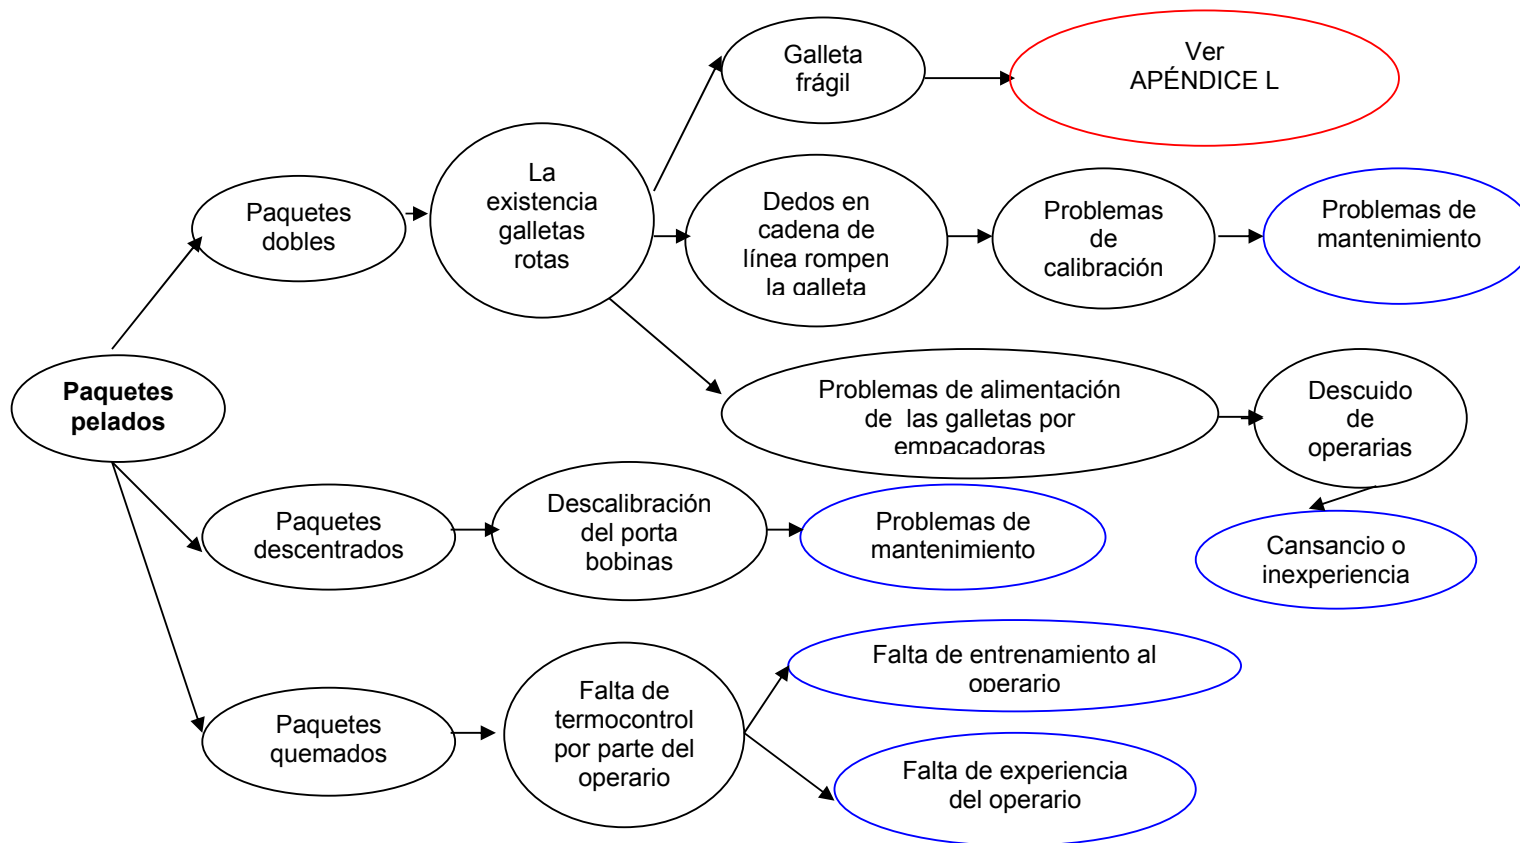 Galleta
frágil
Ver
APÉNDICE L
La
existencia
galletas
rotas
Paquetes
dobles
Dedos en
cadena de
línea rompen
la galleta
Problemas
de
calibración
Problemas de
mantenimiento
Paquetes
pelados
Problemas de alimentación
de las galletas por
empacadoras
Descuido
de
operarias
Paquetes
descentrados
Descalibración
del porta
bobinas
Problemas de
mantenimiento
Cansancio o
inexperiencia
Paquetes
quemados
Falta de
termocontrol
por parte del
operario
Falta de entrenamiento al
operario
Falta de experiencia
del operario